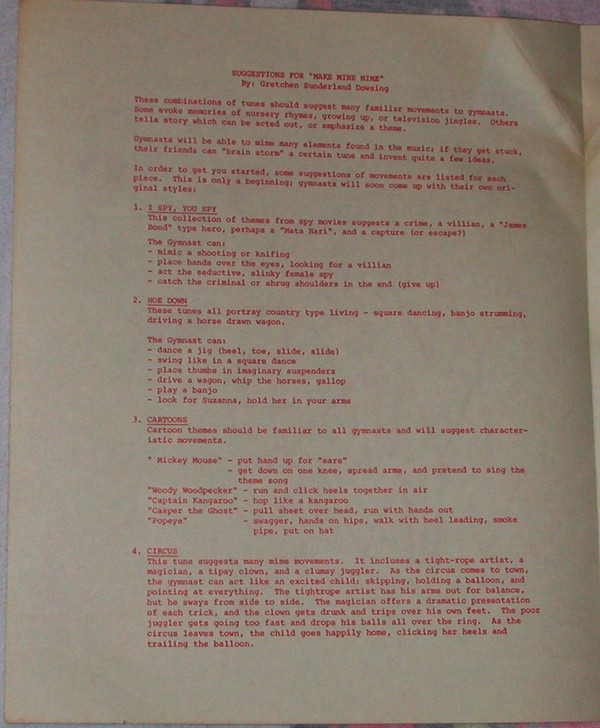 SUGGESTIONS FOR "MAKE MINE MIME"
By: Gretchen Sunderland Dowsing
These combinations of tunes should suggest many familiar movements to gymnasts.
Some evoke memories of nursery rhymes, growing up, or television jingles. Others
tella story which can be acted out, or emphasize a theme.
Gymnasts will be able to mime many elements found in the music; if they get stuck,
their friends can "brain storm" a certain tune and invent quite a few ideas.
In order to get you started, some suggestions of movements are listed for each
piece. This is only a beginning; gymnasts will soon come up with their own ori-
ginal styles:
1. I SPY, YOU SPY
This collection of themes from spy movies suggests a crime, a villian, a "James
Bond" type hero, perhaps a "Mata Hari", and a capture (or escape?)
The Gymnast can:
- mimic a shooting or knifing
- place hands over the eyes, looking for a villian
- act the seductive, slinky female spy
- catch the criminal or shrug shoulders in the end (give up)
2. HOE DOWN
These tunes all portray country type living - square dancing, banjo strumming,
driving a horse drawn wagon.
The Gymnast can:
- dance a jig (heel, toe, slide, slide)
- swing like in a square dance
- place thumbs in imaginary suspenders
- drive a wagon, whip the horses, gallop
- play a banjo
- look for Suzanna, hold her in your arms
3. CARTOONS
Cartoon themes should be familiar to all gymnasts and will suggest character-
istic movements.
" Mickey Mouse" - put hand up for "ears"
- get down on one knee, spread arms, and pretend to sing the
theme song
"Woody Woodpecker" - run and click heels together in air
"Captain Kangaroo" - hop like a kangaroo
"Casper the Ghost" - pull sheet over head, run with hands out
"Popeye" - swagger, hands on hips, walk with heel leading, smoke
pipe, put on hat
4. CIRCUS
This tune suggests many mime movements. It incluses a tight-rope artist, a
magician, a tipsy clown, and a clumsy juggler. As the circus comes to town,
the gymnast can act like an excited child: skipping, holding a balloon, and
pointing at everything. The tightrope artist has his arms out for balance,
but he sways from side to side. The magician offers a dramatic presentation
of each trick, and the clown gets drunk and trips over his own feet. The poor
juggler gets going too fast and drops his balls all over the ring. As the
circus leaves town, the child goes happily home, clicking her heels and
trailing the balloon.